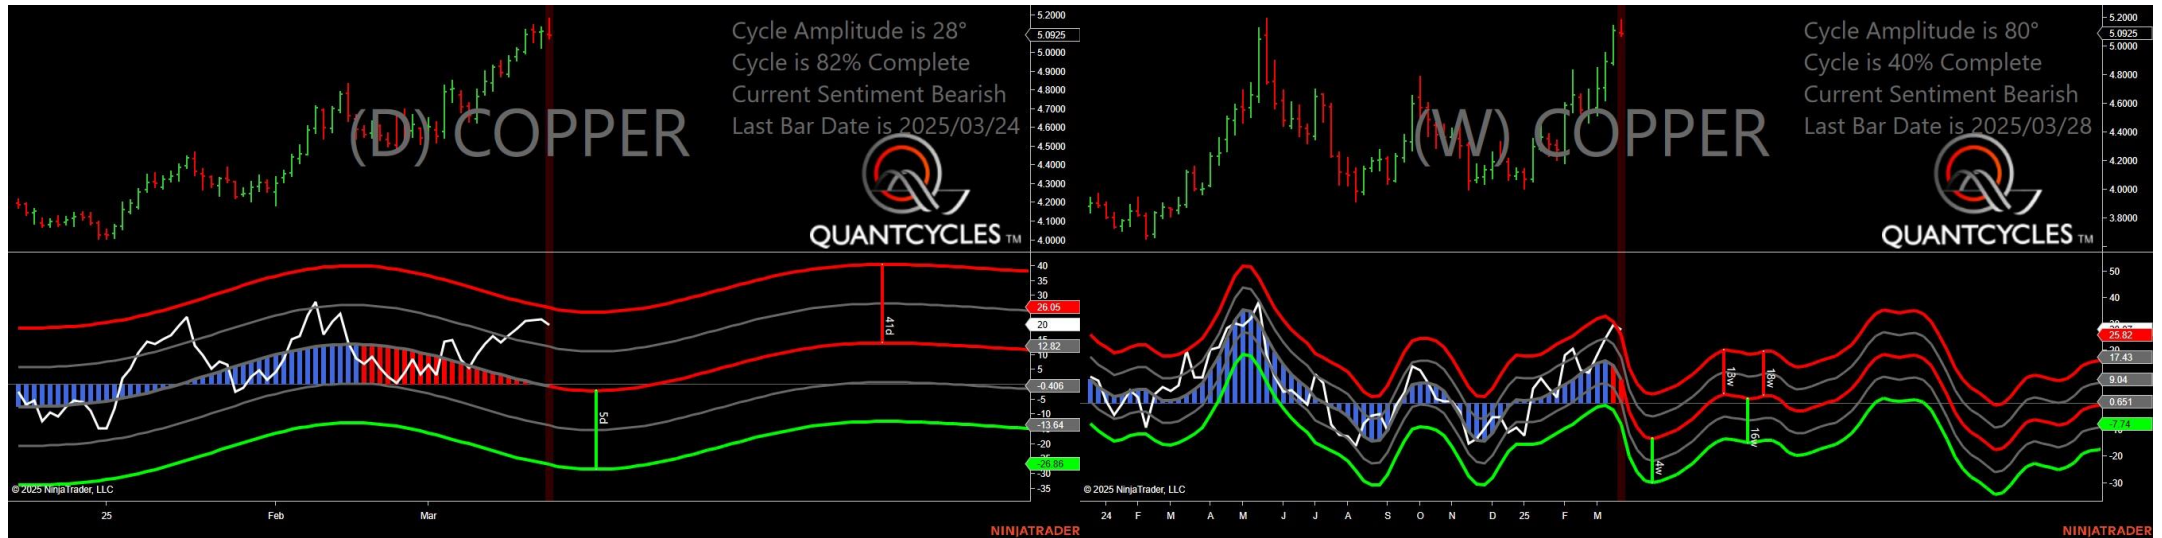 Cycle Amplitude is 28°
Cycle is 82% Complete
Current Sentiment Bearish
Last Bar Date is 2025/03/24
(D) COPPER
QUANTCYCLES TM
5.2000
5.0925
5.0000
4.9000
4.8000
4.7000
4.6000
4.5000
4.4000
4.3000
4.2000
4.1000
4.0000
40
35
30
26.05
20
15
12.82
5
-0.406
-5
-10
-13.64
-20
-26.86
-30
-35
41d
5d
© 2025 NinjaTrader, LLC
25 Feb Mar
NINJATRADER
Cycle Amplitude is 80°
Cycle is 40% Complete
Current Sentiment Bearish
Last Bar Date is 2025/03/28
(W) COPPER
QUANTCYCLES TM
5.2000
5.0925
5.0000
4.8000
4.6000
4.4000
4.2000
4.0000
3.8000
50
40
25.82
17.43
9.04
0.651
-7.74
-20
-30
13w
18w
16w
4w
© 2025 NinjaTrader, LLC
24 F M A M J J A S O N D 25 F M
NINJATRADER